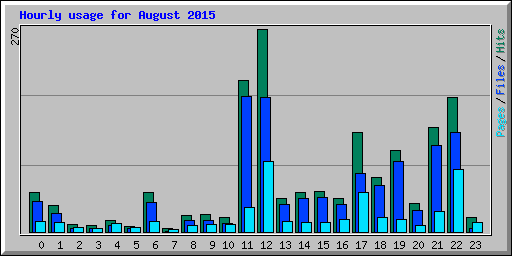 Hourly usage for August 2015
270
Pages / Files / Hits
0 1 2 3 4 5 6 7 8 9 10 11 12 13 14 15 16 17 18 19 20 21 22 23